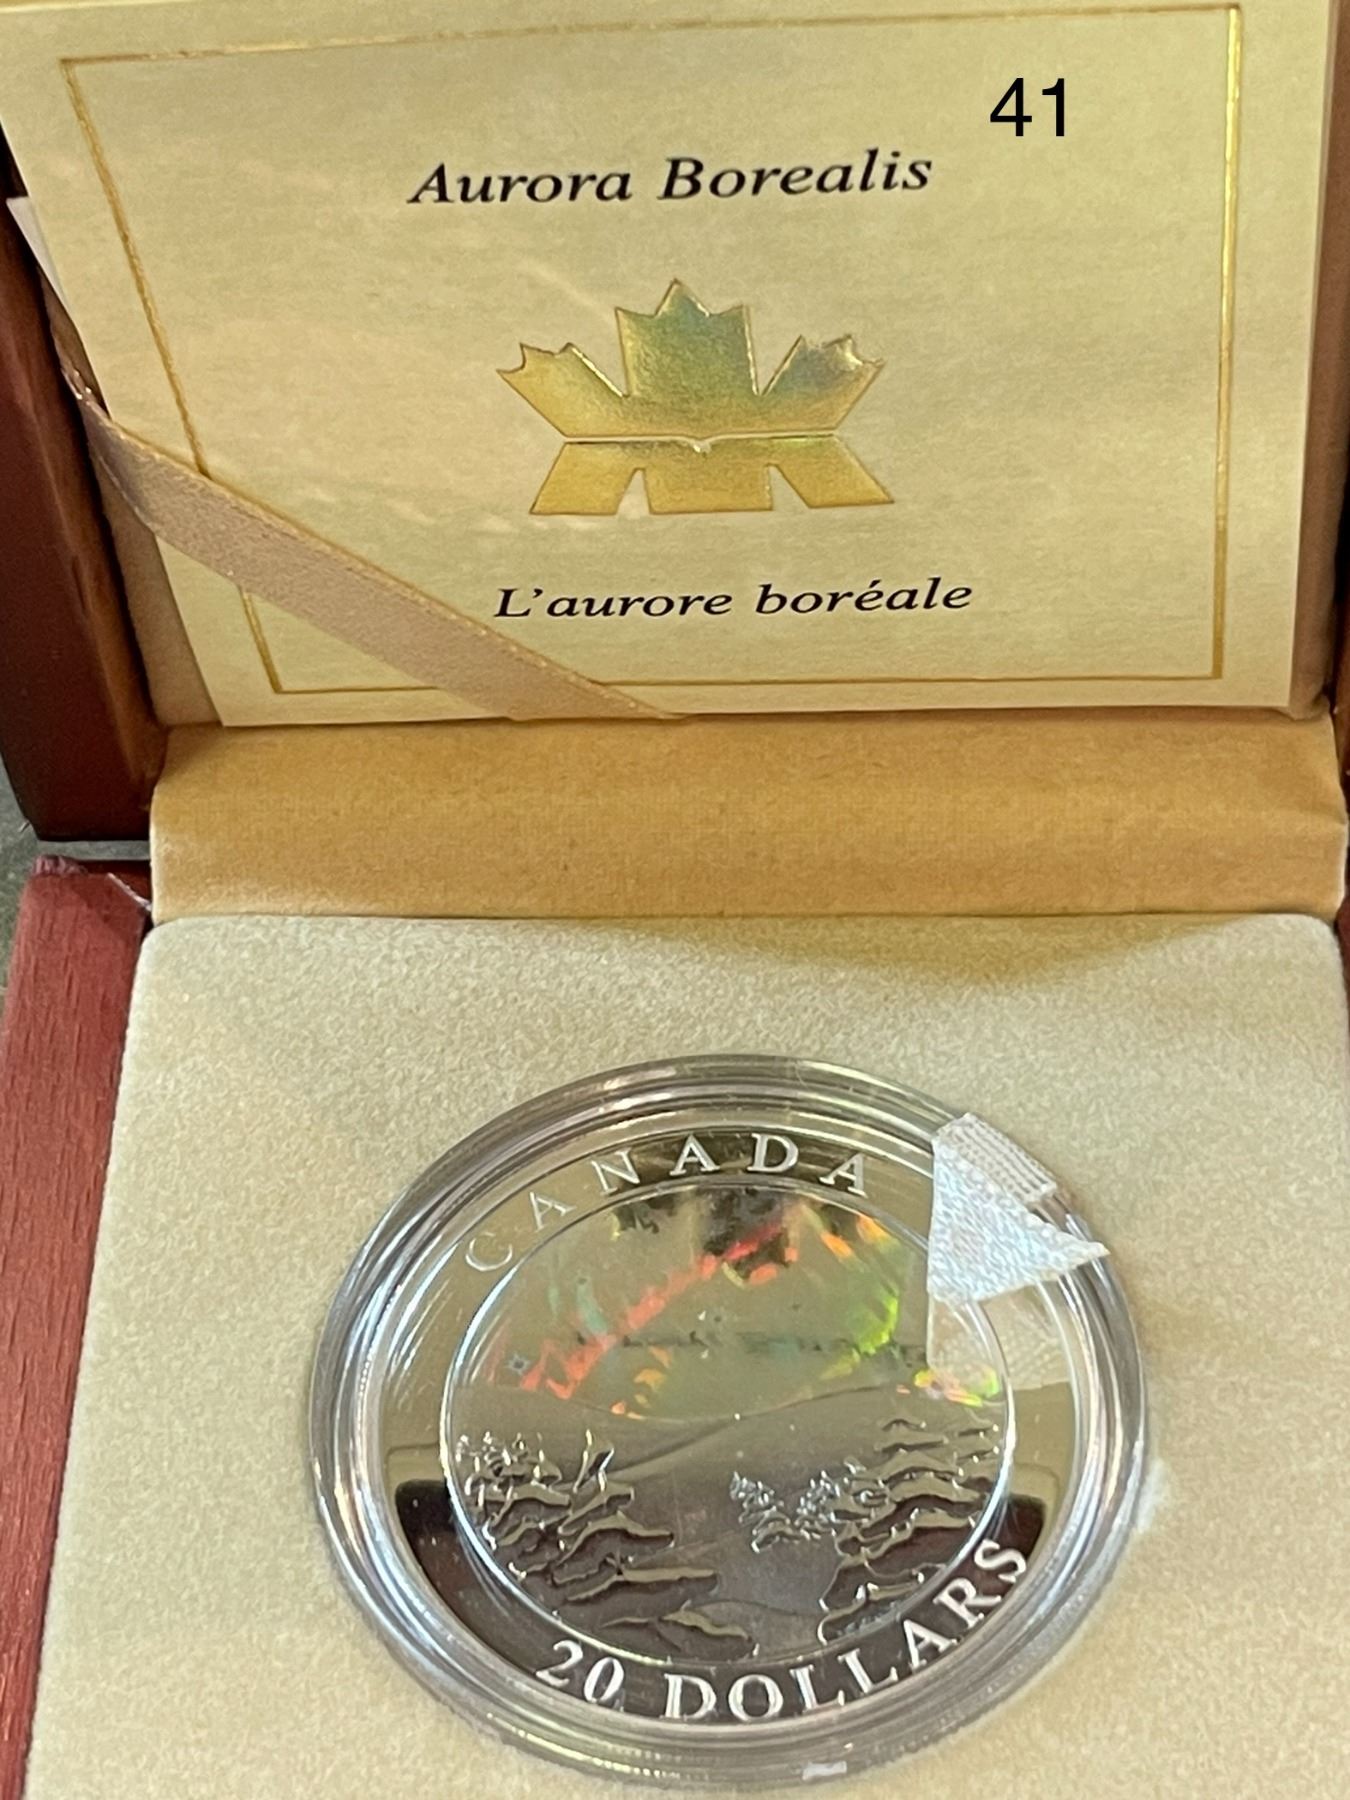 41
Aurora Borealis
L'aurore boréale
CANADA
20 DOLLARS